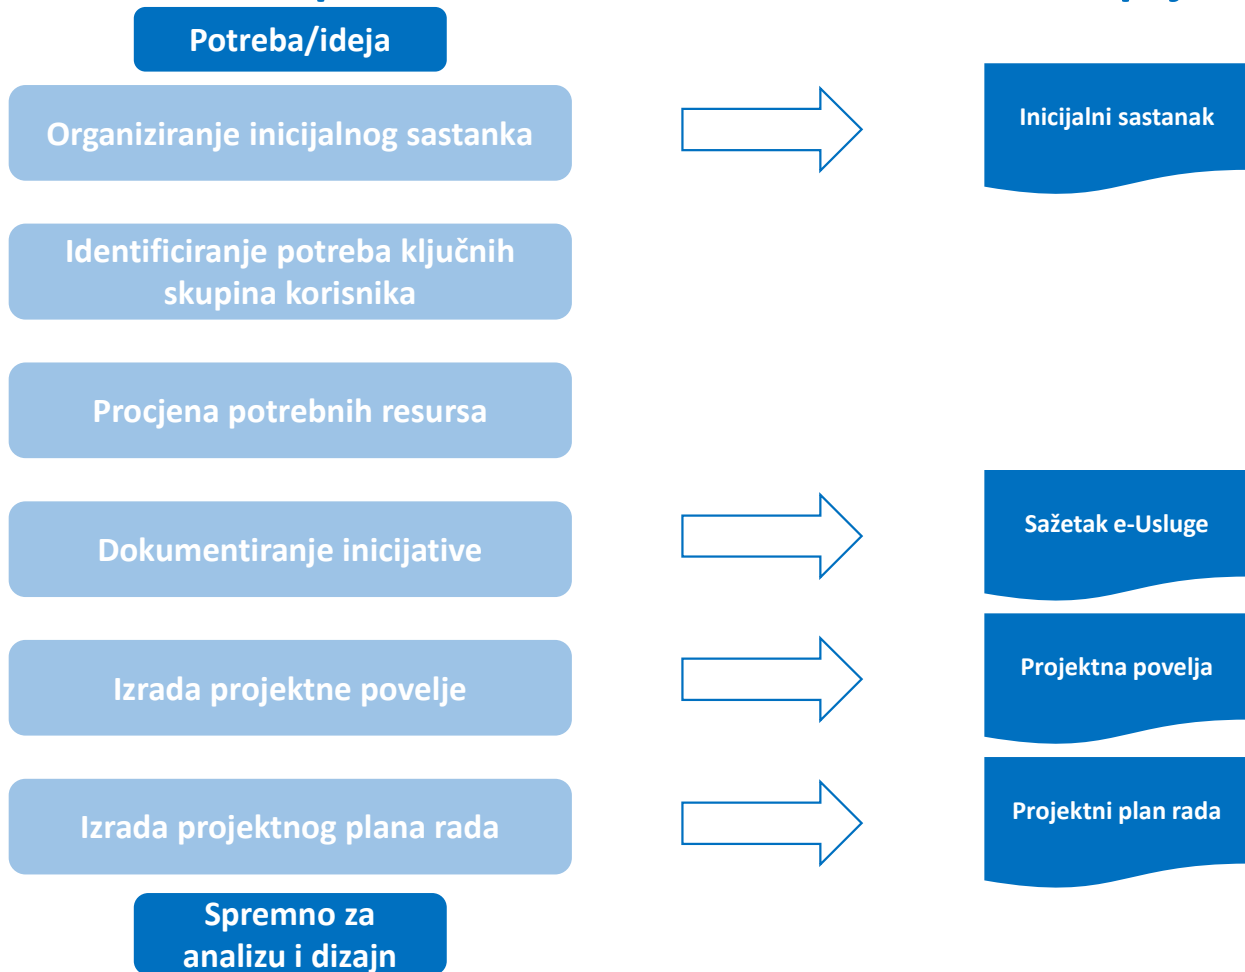 Potreba/ideja
Organiziranje inicijalnog sastanka
Inicijalni sastanak
Identificiranje potreba ključnih
skupina korisnika
Procjena potrebnih resursa
Dokumentiranje inicijative
Sažetak e-Usluge
Izrada projektne povelje
Projektna povelja
Izrada projektnog plana rada
Projektni plan rada
Spremno za
analizu i dizajn